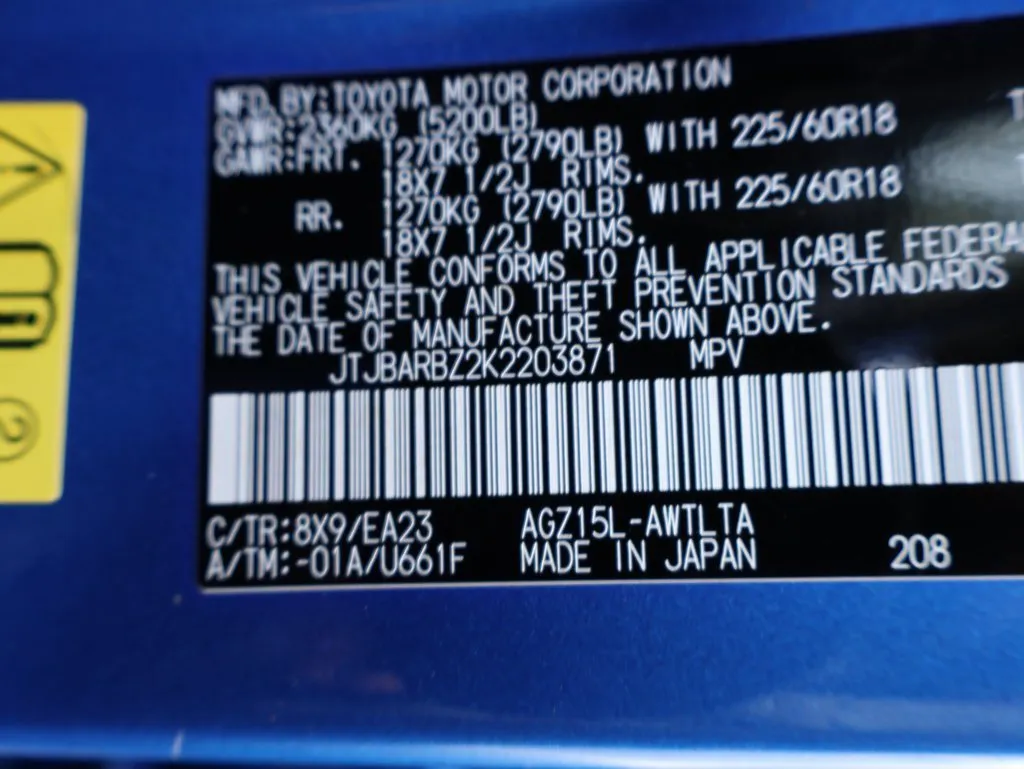 MFD.BY:TOYOTA MOTOR CORPORATION
GVWR:2360KG (5200LB)
GAWR:FRT. 1270KG (2790LB) WITH 225/60R18
18X7 1/2J RIMS.
RR. 1270KG (2790LB) WITH 225/60R18
18X7 1/2J RIMS.
THIS VEHICLE CONFORMS TO ALL APPLICABLE FEDERA
VEHICLE SAFETY AND THEFT PREVENTION STANDARDS
THE DATE OF MANUFACTURE SHOWN ABOVE.
JTJBARBZ2K2203871 MPV
C/TR:8X9/EA23 AGZ15L-AWTLTA
A/TM:-01A/U661F MADE IN JAPAN 208
2